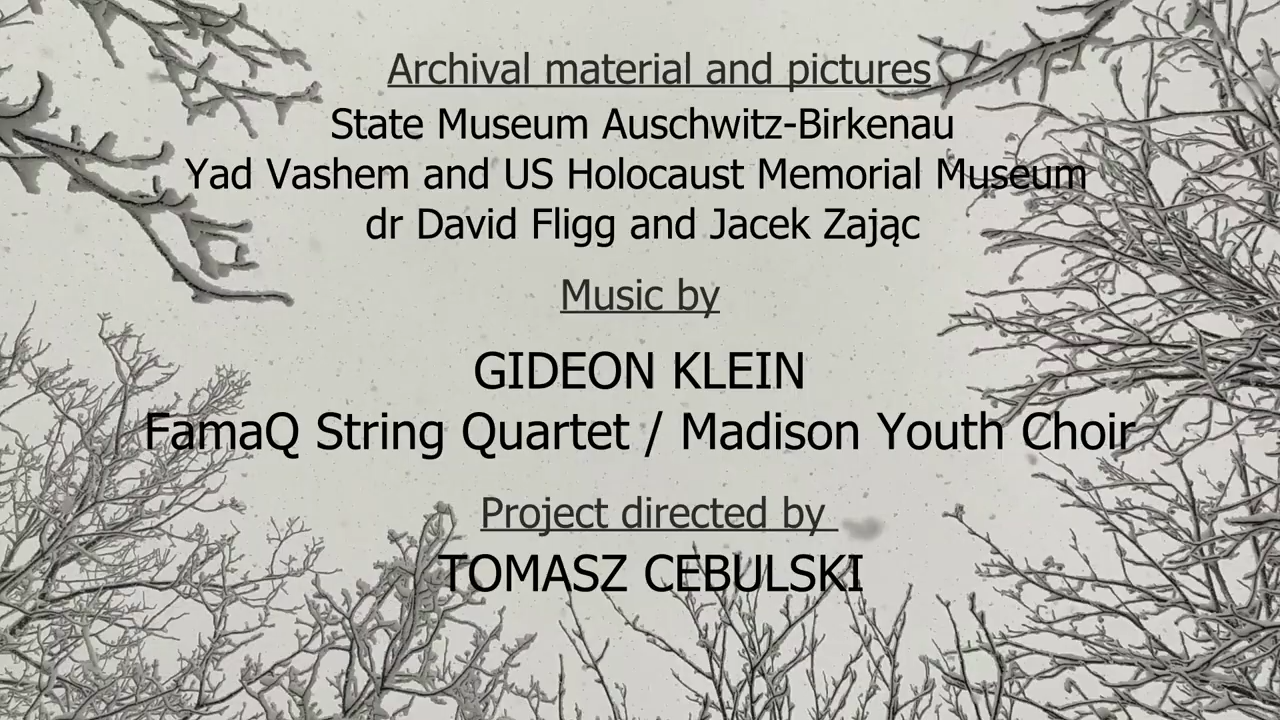 Archival material and pictures
State Museum Auschwitz-Birkenau
Yad Vashem and US Holocaust Memorial Museum
dr David Fligg and Jacek Zając
Music by
GIDEON KLEIN
FamaQ String Quartet / Madison Youth Choir
Project directed by
TOMASZ CEBULSKI